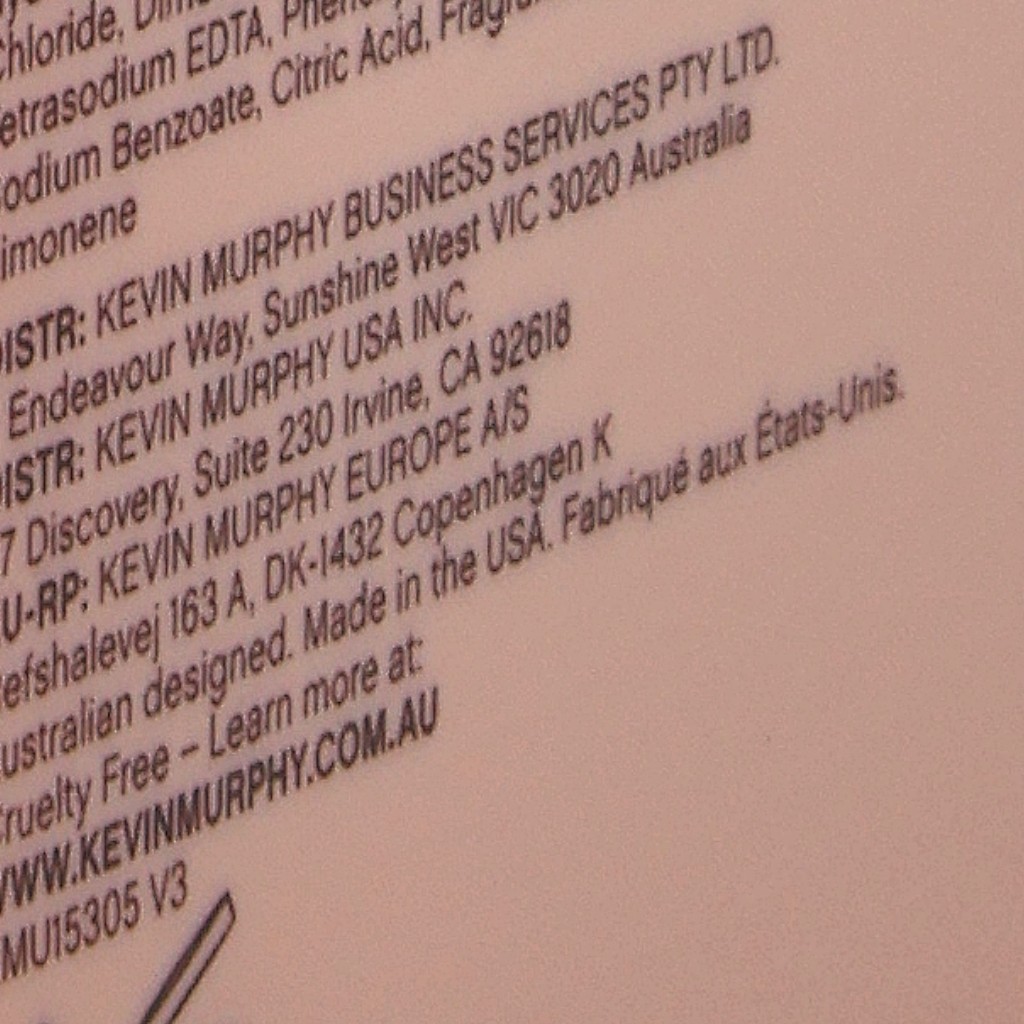 Chloride,
etrasodium EDTA,
odium Benzoate, Citric Acid,
imonene
DISTR: KEVIN MURPHY BUSINESS SERVICES PTY LTD.
Endeavour Way, Sunshine West VIC 3020 Australia
DISTR: KEVIN MURPHY USA INC.
7 Discovery, Suite 230 Irvine, CA 92618
U-RP: KEVIN MURPHY EUROPE A/S
efshalevej 163 A, DK-1432 Copenhagen K
ustralian designed. Made in the USA. Fabriqué aux États-Unis.
Cruelty Free – Learn more at:
WWW.KEVINMURPHY.COM.AU
MU15305 V3